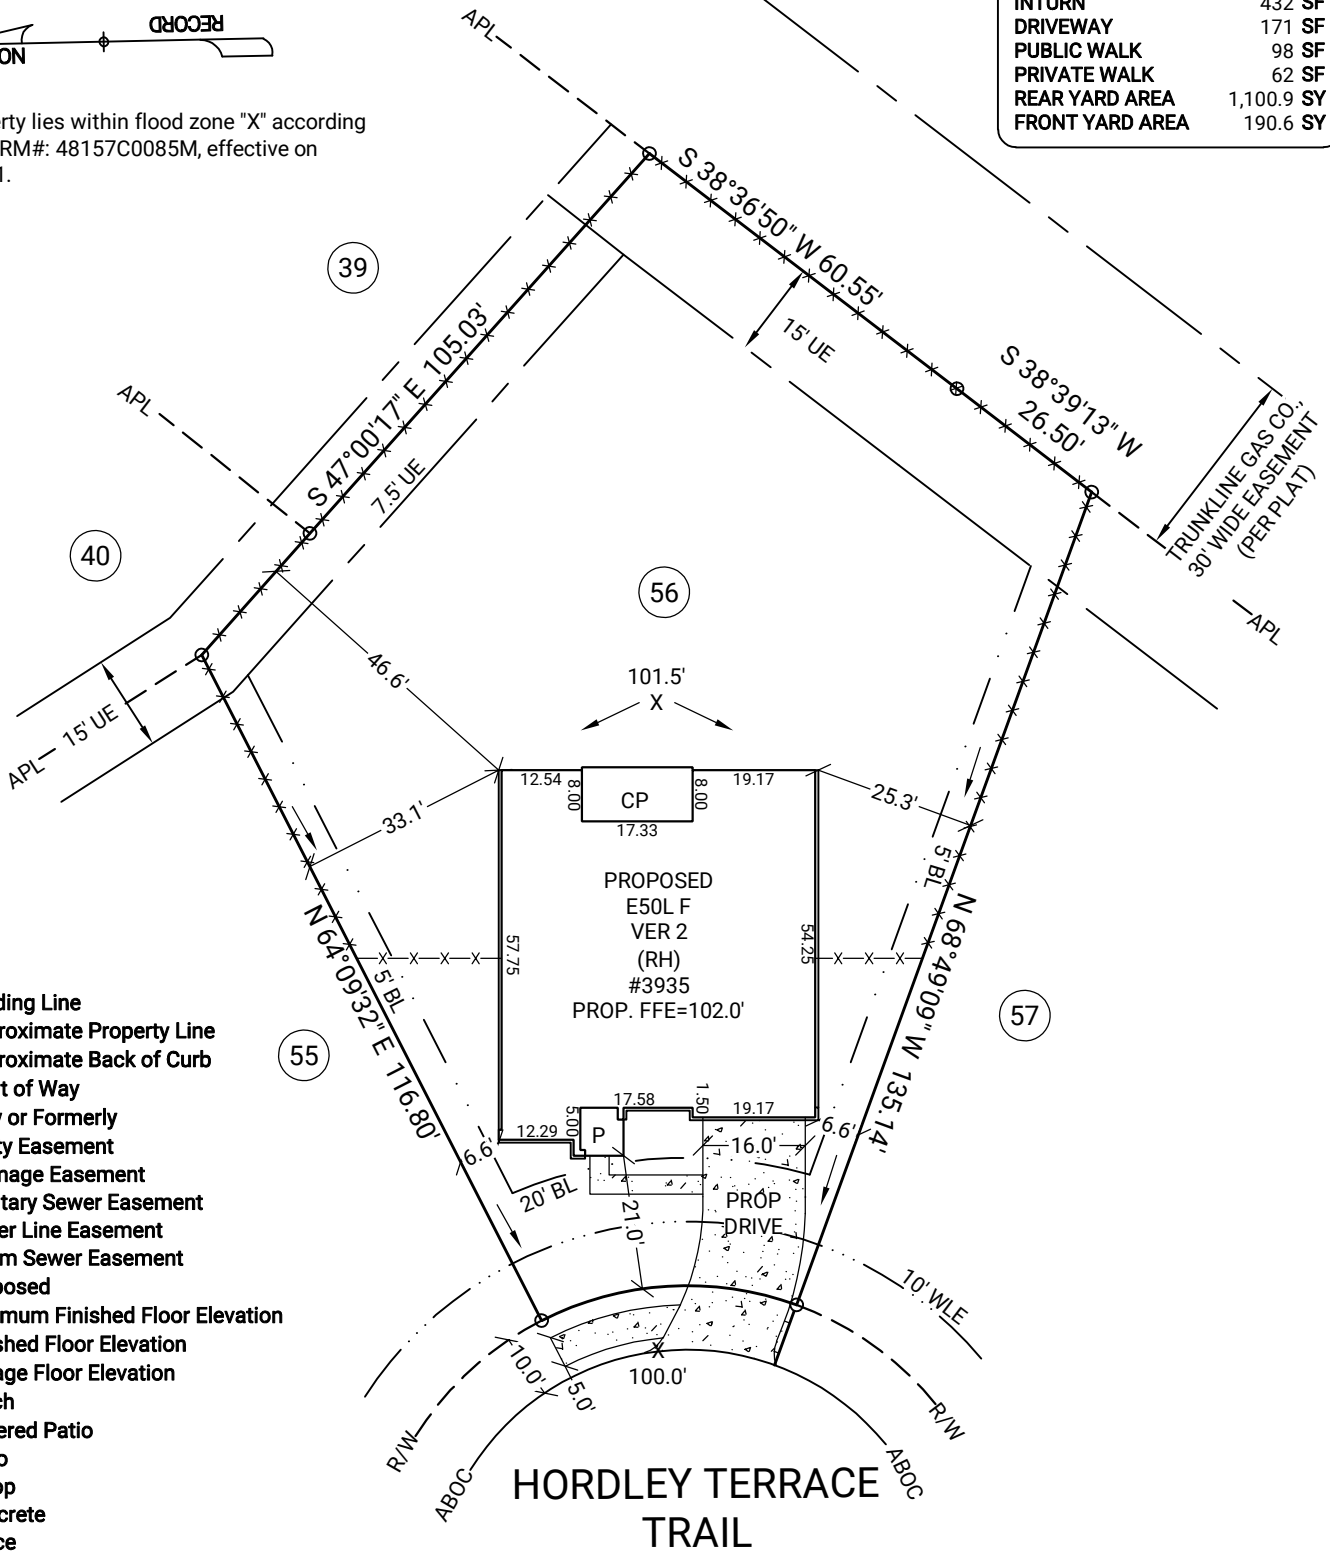 RECORD
NO
INTURN 432 SF
DRIVEWAY 171 SF
PUBLIC WALK 98 SF
PRIVATE WALK 62 SF
REAR YARD AREA 1,100.9 SY
FRONT YARD AREA 190.6 SY
erty lies within flood zone "X" according
RM#: 48157C0085M, effective on
1.
APL
S 38°36'50" W 60.55'
39
15' UE
S 38°39'13" W
26.50'
S 47°00'17" E 105.03'
7.5' UE
APL
TRUNKLINE GAS CO.,
30' WIDE EASEMENT
(PER PLAT)
40
56
APL
46.6'
101.5'
X
15' UE
APL
12.54
8.00
CP
8.00
19.17
17.33
33.1'
25.3'
5' BL
PROPOSED
E50L F
VER 2
(RH)
#3935
PROP. FFE=102.0'
57.75
54.25
N 64°09'32" E 116.80'
5' BL
N 68°49'09" W 135.14'
55
57
ding Line
roximate Property Line
roximate Back of Curb
t of Way
v or Formerly
ty Easement
nage Easement
itary Sewer Easement
er Line Easement
m Sewer Easement
posed
mum Finished Floor Elevation
shed Floor Elevation
age Floor Elevation
ch
ered Patio
o
op
crete
ce
17.58
1.50
19.17
5.00
12.29
P
6.6'
16.0'
6.6'
20' BL
21.0'
PROP
DRIVE
10' WLE
10.0'
5.0'
X
100.0'
R/W
R/W
ABOC
ABOC
HORDLEY TERRACE
TRAIL